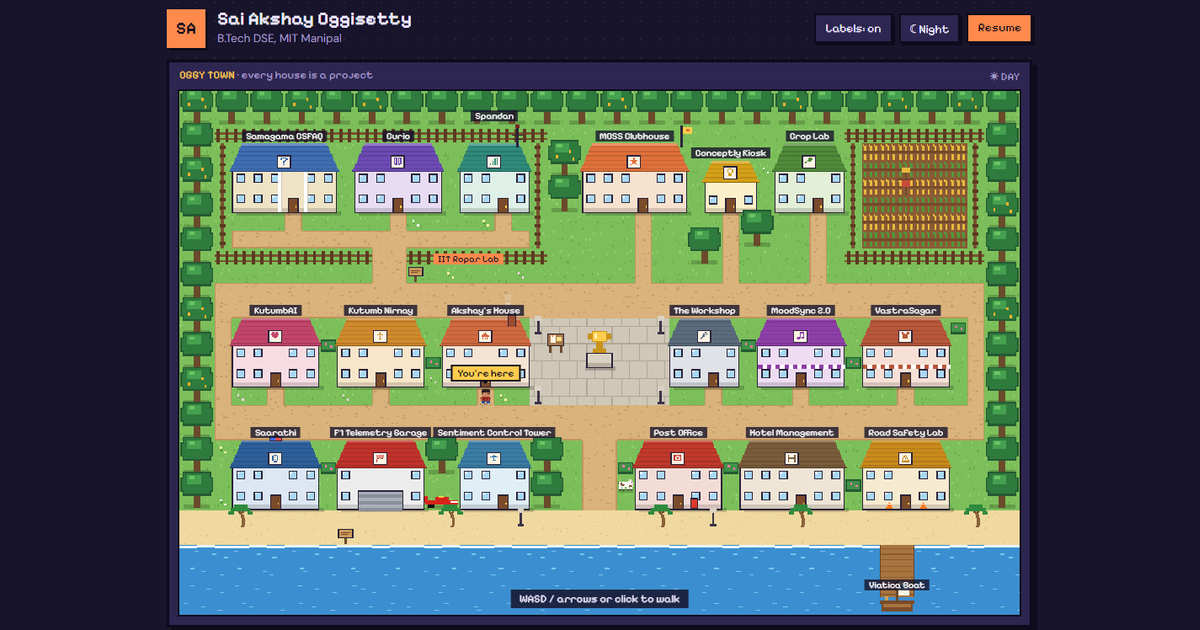 SA
Sai Akshay Oggisetty
B.Tech DSE, MIT Manipal
Labels: on
Night
Resume
OGGY TOWN · every house is a project
DAY
Spandan
Samagama CSFAQ
Curio
MOSS Clubhouse
Conceptly Kiosk
Crop Lab
IIT Ropar Lab
KutumbAI
Kutumb Nirnay
Akshay's House
The Workshop
MoodSync 2.0
VastraSagar
You're here
Saarathi
F1 Telemetry Garage
Sentiment Control Tower
Post Office
Hotel Management
Road Safety Lab
Viatica Boat
WASD / arrows or click to walk